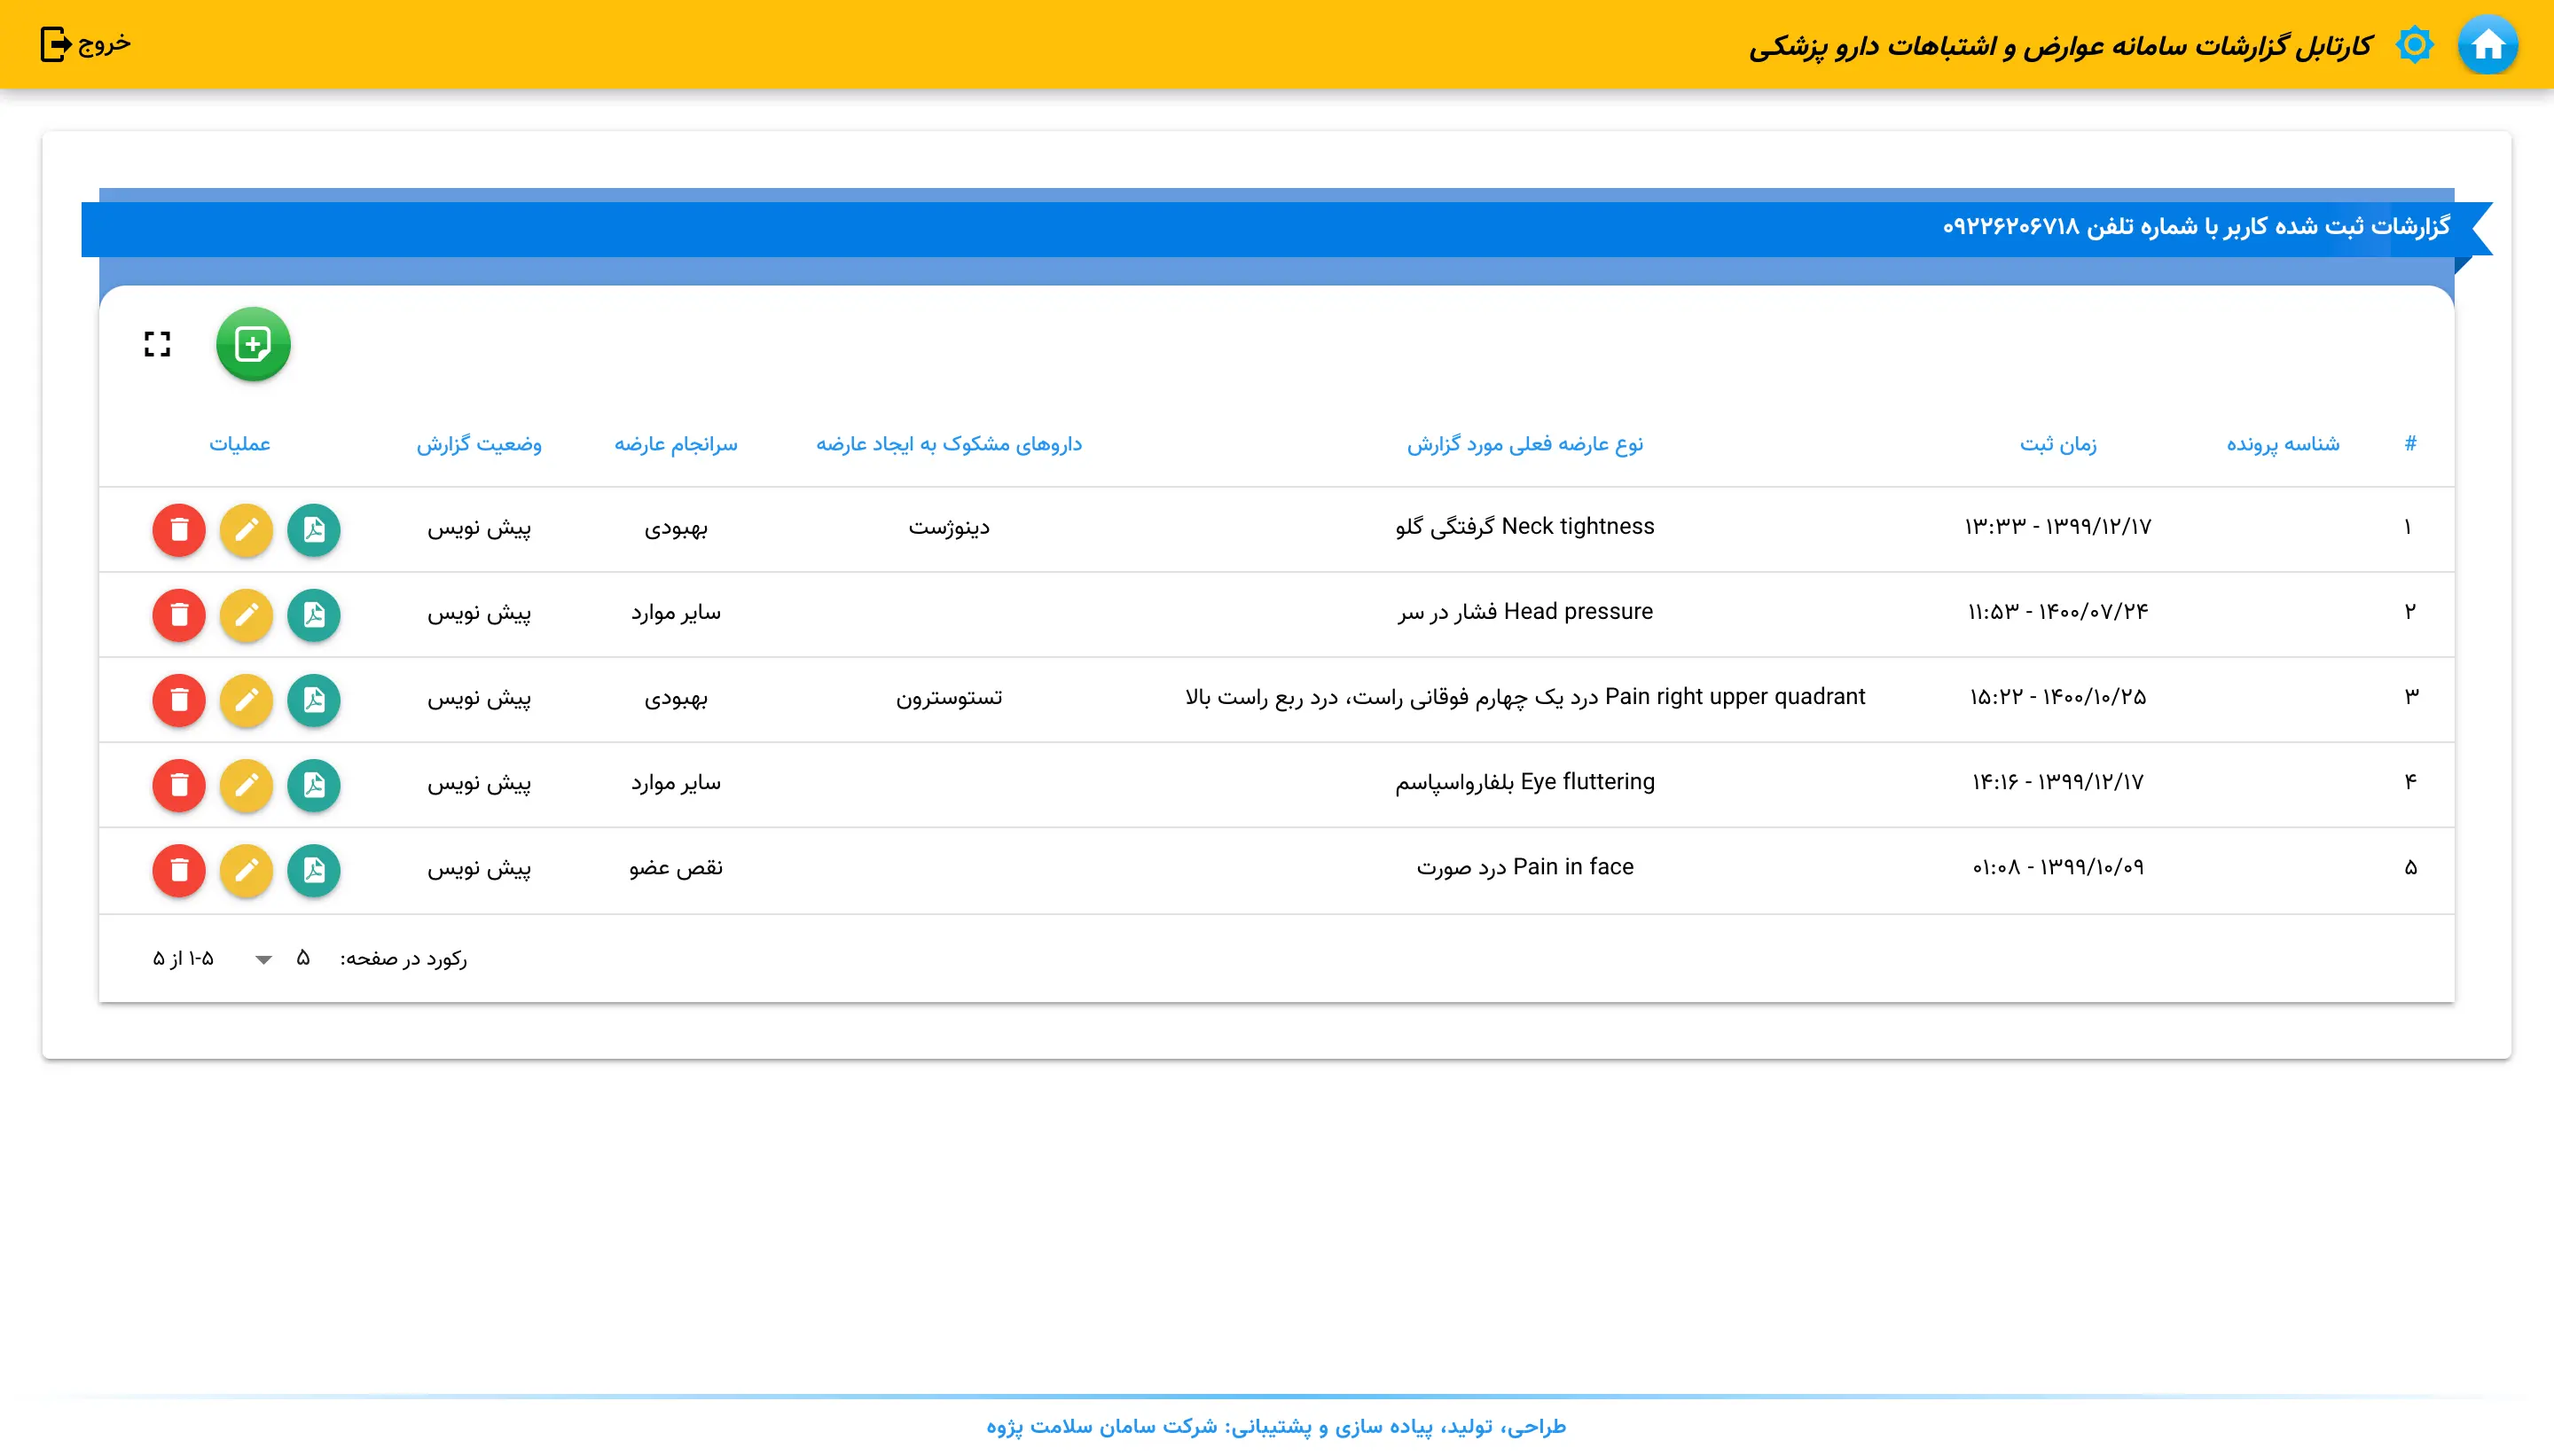 کارتابل گزارشات سامانه عوارض و اشتباهات دارو پزشکی
خروج
گزارشات ثبت شده کاربر با شماره تلفن ۰۹۲۲۶۲۰۶۷۱۸
# شناسه پرونده زمان ثبت نوع عارضه فعلی مورد گزارش داروهای مشکوک به ایجاد عارضه سرانجام عارضه وضعیت گزارش عملیات
۱ ۱۳۹۹/۱۲/۱۷ - ۱۳:۳۳ Neck tightness گرفتگی گلو دینوژست بهبودی پیش نویس
۲ ۱۴۰۰/۰۷/۲۴ - ۱۱:۵۳ Head pressure فشار در سر سایر موارد پیش نویس
۳ ۱۴۰۰/۱۰/۲۵ - ۱۵:۲۲ Pain right upper quadrant درد یک چهارم فوقانی راست، درد ربع راست بالا تستوسترون بهبودی پیش نویس
۴ ۱۳۹۹/۱۲/۱۷ - ۱۴:۱۶ Eye fluttering بلفارواسپاسم سایر موارد پیش نویس
۵ ۱۳۹۹/۱۰/۰۹ - ۰۱:۰۸ Pain in face درد صورت نقص عضو پیش نویس
رکورد در صفحه: ۵ ۱-۵ از ۵
طراحی، تولید، پیاده سازی و پشتیبانی: شرکت سامان سلامت پژوه